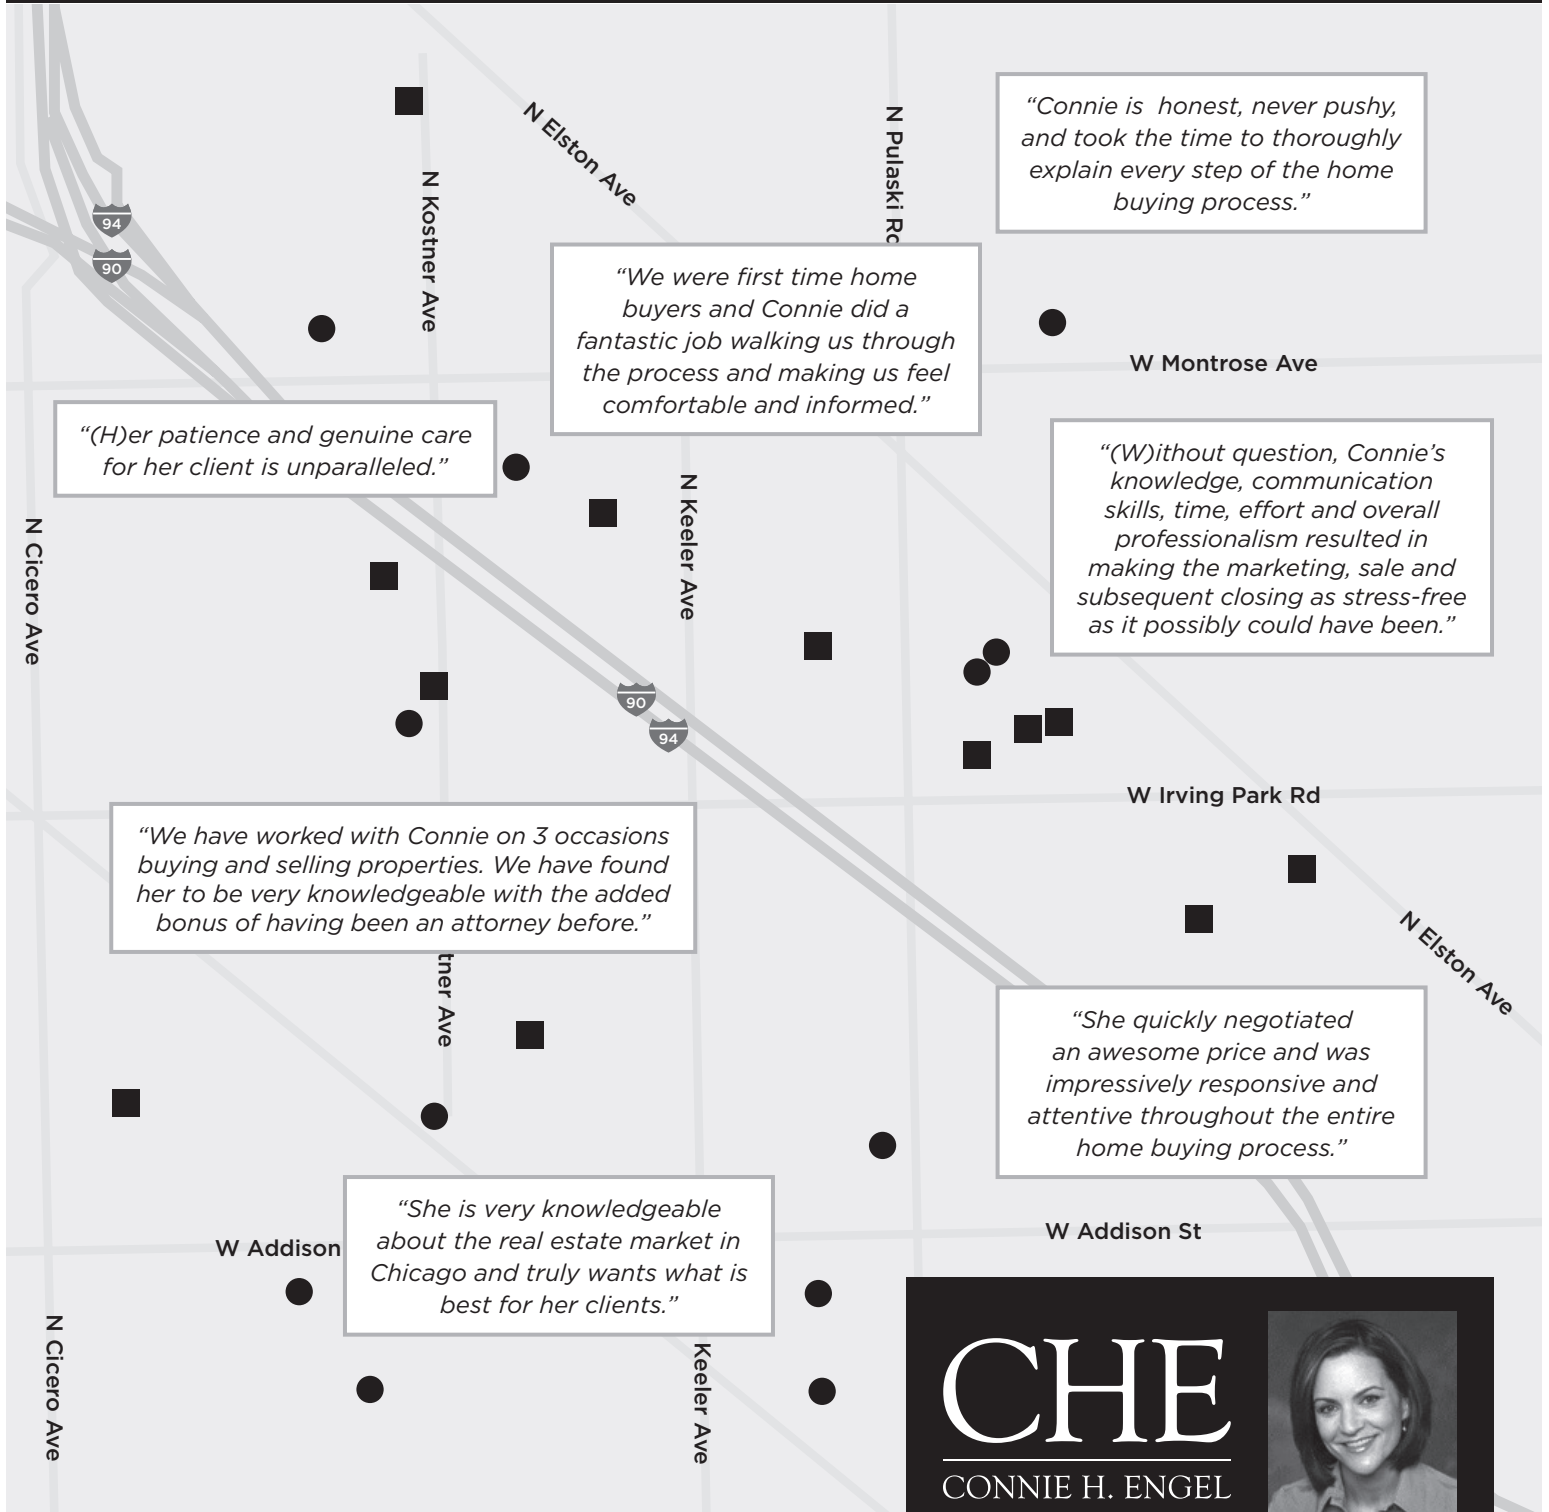 N Elston Ave
N Pulaski Rd
N Kostner Ave
“Connie is  honest, never pushy,
and took the time to thoroughly
explain every step of the home
buying process.”
94
90
“We were first time home
buyers and Connie did a
fantastic job walking us through
the process and making us feel
comfortable and informed.”
W Montrose Ave
“(H)er patience and genuine care
for her client is unparalleled.”
“(W)ithout question, Connie’s
knowledge, communication
skills, time, effort and overall
professionalism resulted in
making the marketing, sale and
subsequent closing as stress-free
as it possibly could have been.”
N Cicero Ave
N Keeler Ave
90
94
W Irving Park Rd
“We have worked with Connie on 3 occasions
buying and selling properties. We have found
her to be very knowledgeable with the added
bonus of having been an attorney before.”
tner Ave
N Elston Ave
“She quickly negotiated
an awesome price and was
impressively responsive and
attentive throughout the entire
home buying process.”
“She is very knowledgeable
about the real estate market in
Chicago and truly wants what is
best for her clients.”
W Addison
W Addison St
N Cicero Ave
Keeler Ave
CHE
CONNIE H. ENGEL